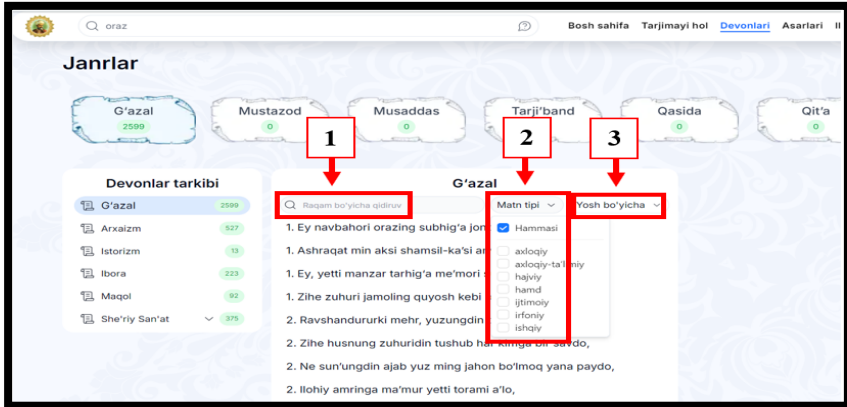 oraz Bosh sahifa Tarjimayi hol Devonlari Asarlari Il
Janrlar
G'azal Mustazod Musaddas Tarji'band Qasida Qit'a
2599 0 0 0 0
1 2 3
Devonlar tarkibi
G'azal 2599
Arxaizm 527
Istorizm 13
Ibora 223
Maqol 92
She'riy San'at 375
G'azal
Raqam bo'yicha qidiruv Matn tipi Yosh bo'yicha
1. Ey navbahori orazing subhig'a jon
1. Ashraqat min aksi shamsil-ka'si
1. Ey, yetti manzar tarhig'a me'mori
1. Zihe zuhuri jamoling quyosh kebi
2. Ravshandururki mehr, yuzungdin
2. Zihe husnung zuhuridin tushub har kimga bir savdo,
2. Ne sun'ungdin ajab yuz ming jahon bo'lmoq yana paydo,
2. Ilohiy amringa ma'mur yetti torami a'lo,
Hammasi
axloqiy
axloqiy-ta'limiy
hajviy
hamd
ijtimoiy
irfoniy
ishqiy